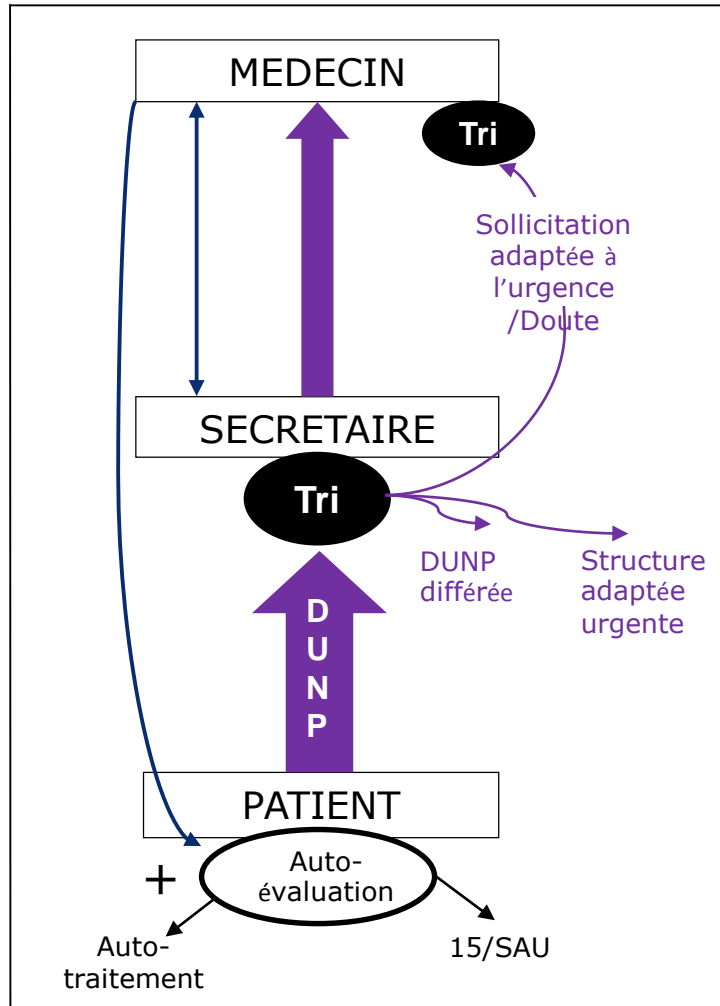 MEDECIN
Tri
Sollicitation
adaptée à
l'urgence
/Doute
SECRETAIRE
Tri
DUNP
différée
Structure
adaptée
urgente
D
U
N
P
PATIENT
+
Auto-
évaluation
Auto-
traitement
15/SAU